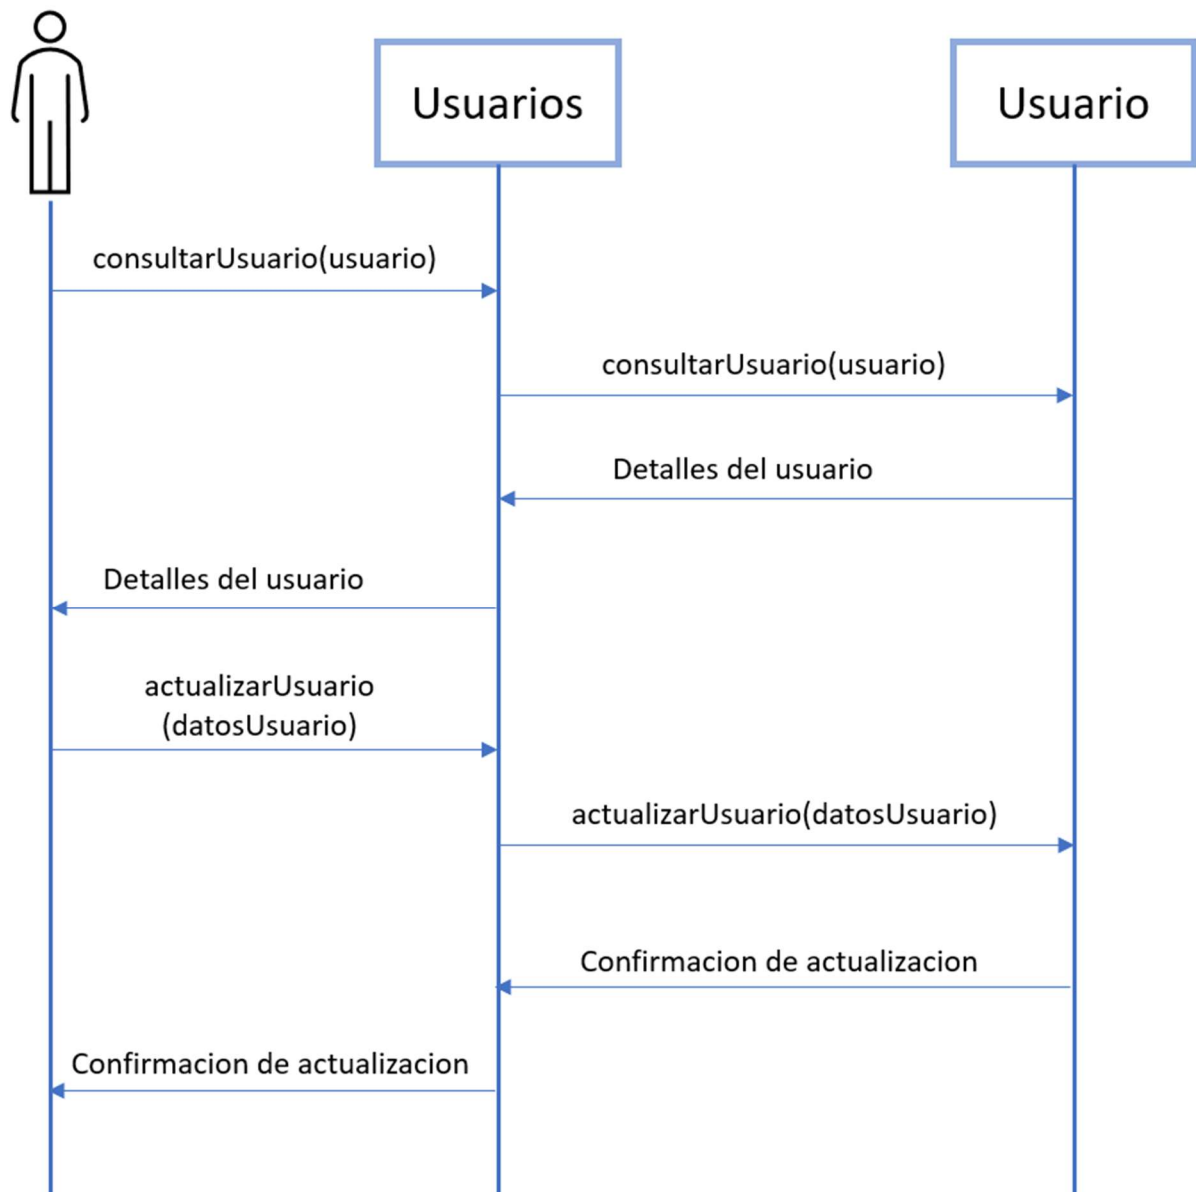 Usuarios
Usuario
consultarUsuario(usuario)
consultarUsuario(usuario)
Detalles del usuario
Detalles del usuario
actualizarUsuario
(datosUsuario)
actualizarUsuario(datosUsuario)
Confirmacion de actualizacion
Confirmacion de actualizacion